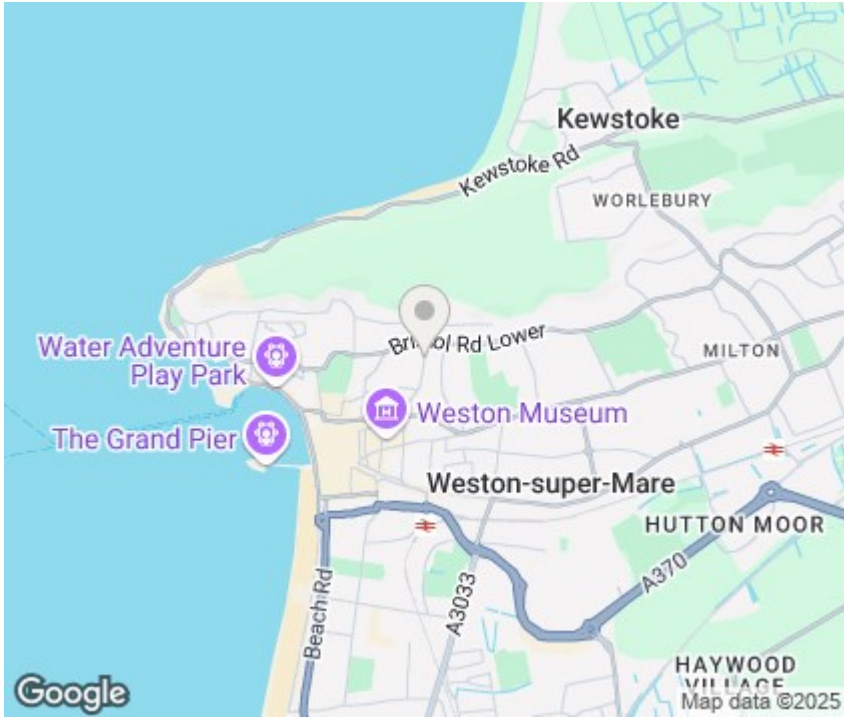 Kewstoke
Kewstoke Rd
WORLEBURY
Bristol Rd Lower
MILTON
Water Adventure
Play Park
Weston Museum
The Grand Pier
Weston-super-Mare
HUTTON MOOR
A370
A3033
Beach Rd
HAYWOOD
VILLAGE
Google
Map data ©2025